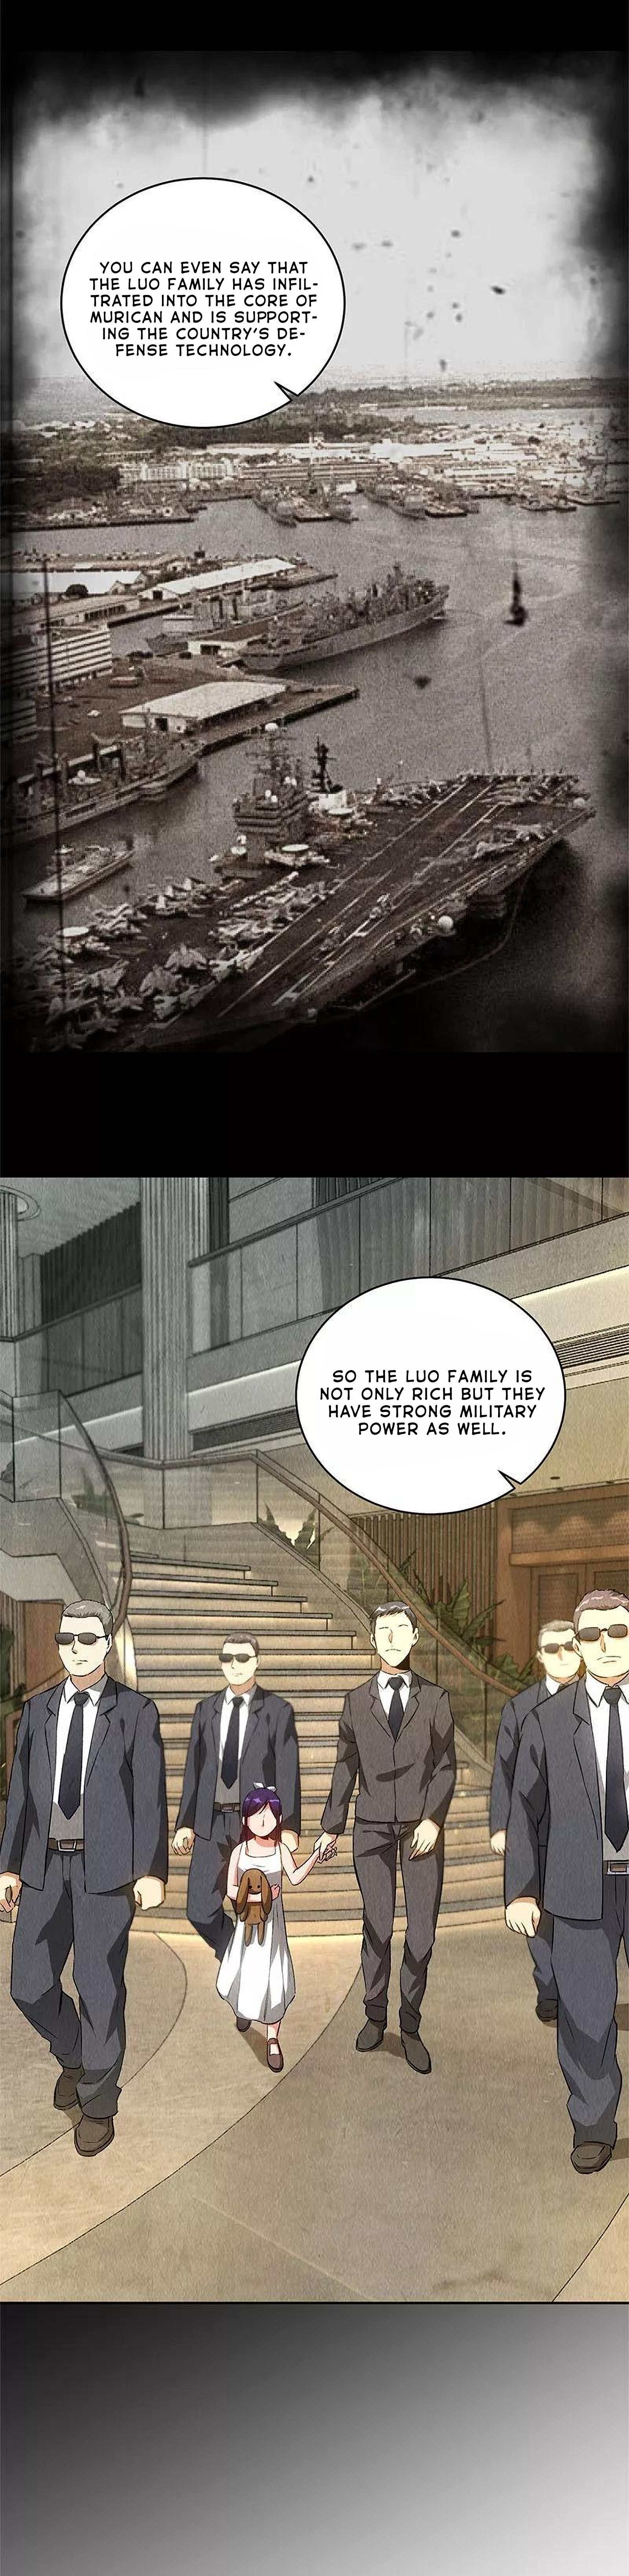 YOU CAN EVEN SAY THAT
THE LUO FAMILY HAS INFIL-
TRATED INTO THE CORE OF
MURICAN AND IS SUPPORT-
ING THE COUNTRY'S DE-
FENSE TECHNOLOGY.
SO THE LUO FAMILY IS
NOT ONLY RICH BUT THEY
HAVE STRONG MILITARY
POWER AS WELL.